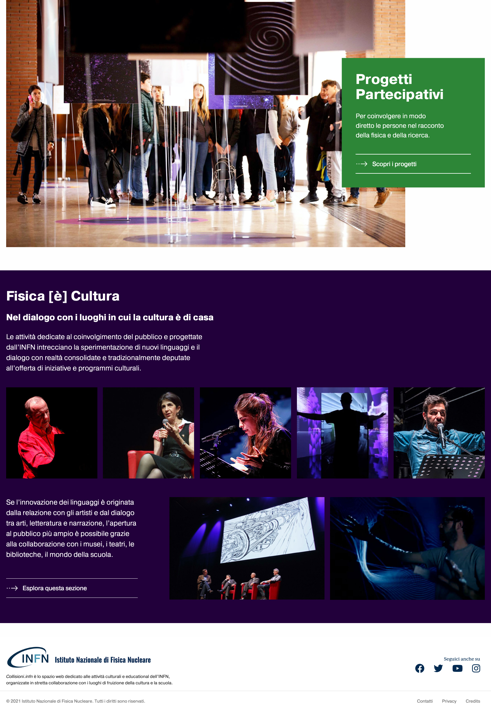 Progetti
Partecipativi
Per coinvolgere in modo
diretto le persone nel racconto
della fisica e della ricerca.
Scopri i progetti
Fisica [è] Cultura
Nel dialogo con i luoghi in cui la cultura è di casa
Le attività dedicate al coinvolgimento del pubblico e progettate
dall'INFN intrecciano la sperimentazione di nuovi linguaggi e il
dialogo con realtà consolidate e tradizionalmente deputate
all'offerta di iniziative e programmi culturali.
Se l'innovazione dei linguaggi è originata
dalla relazione con gli artisti e dal dialogo
tra arti, letteratura e narrazione, l'apertura
al pubblico più ampio è possibile grazie
alla collaborazione con i musei, i teatri, le
biblioteche, il mondo della scuola.
Esplora questa sezione
INFN Istituto Nazionale di Fisica Nucleare
Collisioni.infn è lo spazio web dedicato alle attività culturali e educational dell'INFN,
organizzate in stretta collaborazione con i luoghi di fruizione della cultura e la scuola.
Seguici anche su
© 2021 Istituto Nazionale di Fisica Nucleare. Tutti i diritti sono riservati.
Contatti Privacy Credits